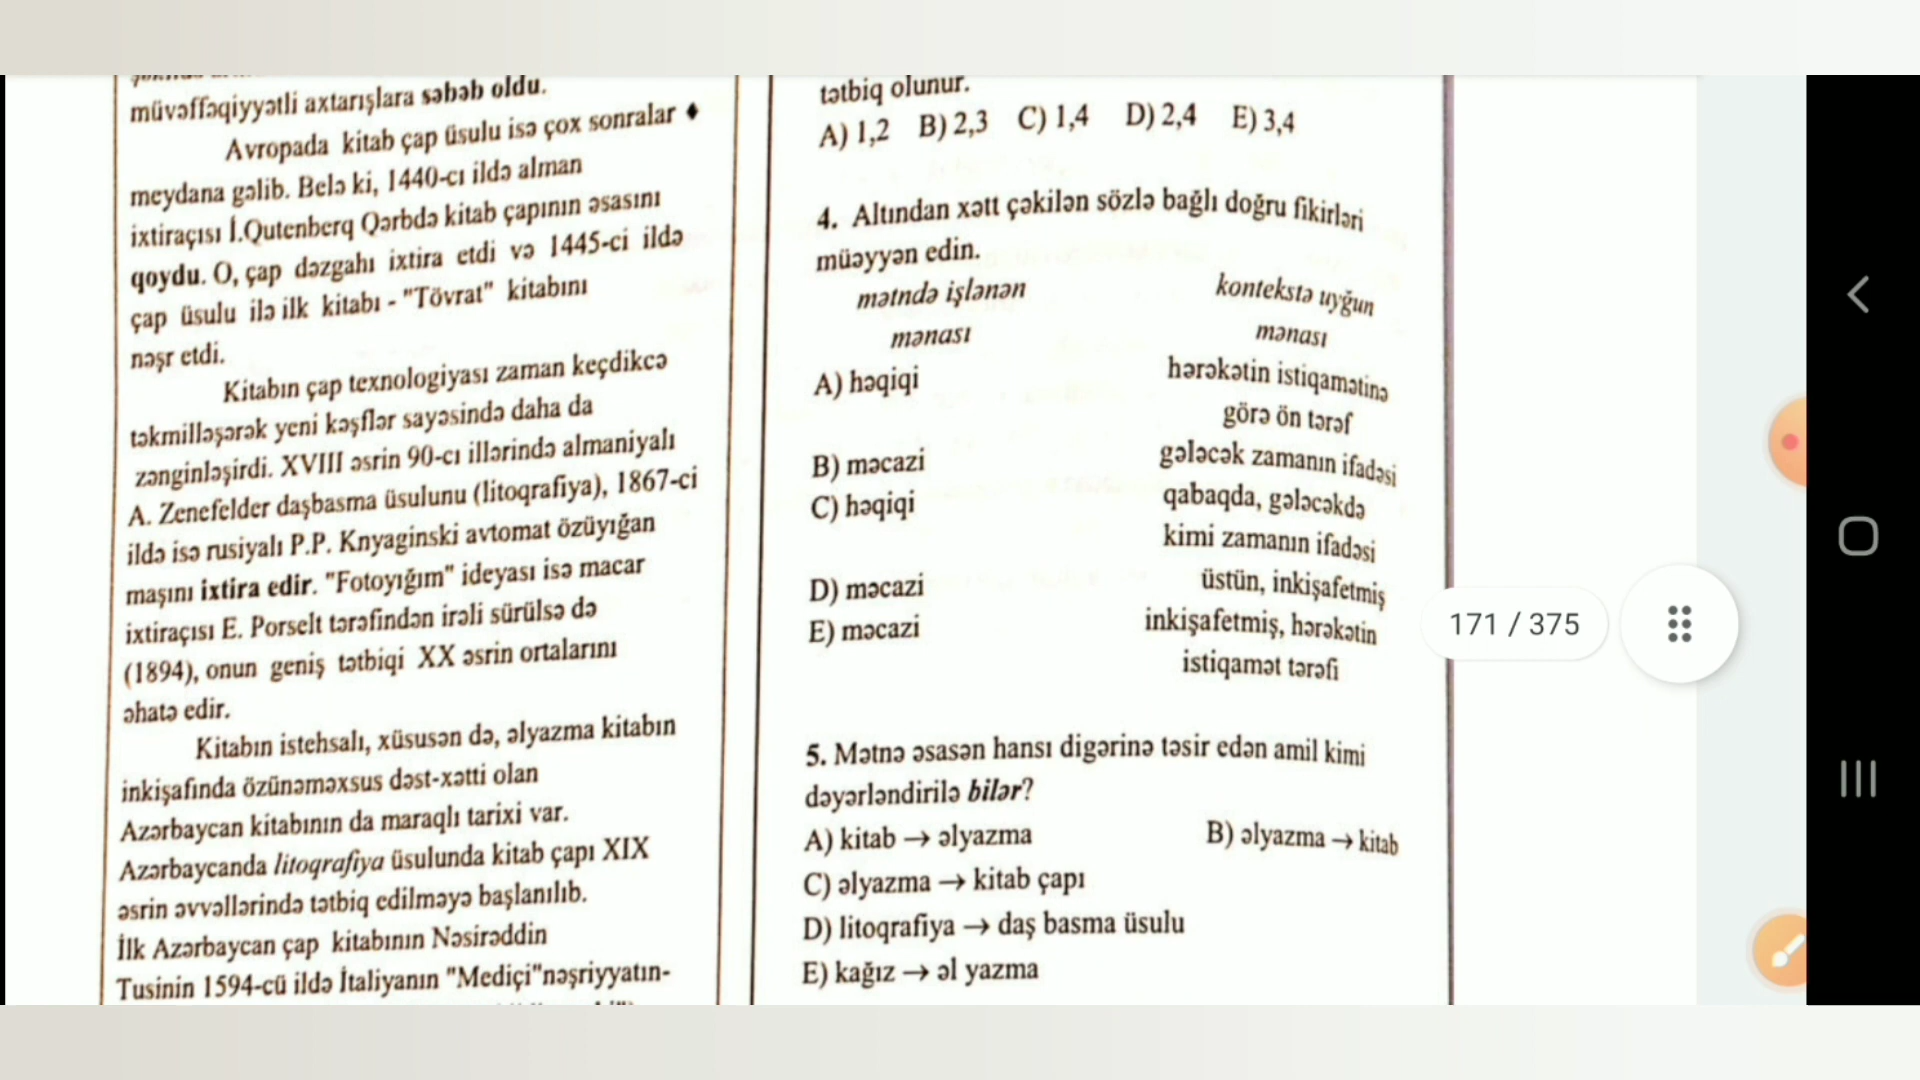 müvəffəqiyyətli axtarışlara səbəb oldu.
Avropada kitab çap üsulu isə çox sonralar ♦
meydana gəlib. Belə ki, 1440-cı ildə alman
ixtiraçısı İ.Qutenberq Qərbdə kitab çapının əsasını
qoydu. O, çap dəzgahı ixtira etdi və 1445-ci ildə
çap üsulu ilə ilk kitabı - "Tövrat" kitabını
nəşr etdi.
Kitabın çap texnologiyası zaman keçdikcə
təkmilləşərək yeni kəşflər sayəsində daha da
zənginləşirdi. XVIII əsrin 90-cı illərində almaniyalı
A. Zenefelder daşbasma üsulunu (litoqrafiya), 1867-ci
ildə isə rusiyalı P.P. Knyaginski avtomat özüyığan
maşını ixtira edir. "Fotoyığım" ideyası isə macar
ixtiraçısı E. Porselt tərəfindən irəli sürülsə də
(1894), onun geniş tətbiqi XX əsrin ortalarını
əhatə edir.
Kitabın istehsalı, xüsusən də, əlyazma kitabın
inkişafında özünəməxsus dəst-xətti olan
Azərbaycan kitabının da maraqlı tarixi var.
Azərbaycanda litoqrafiya üsulunda kitab çapı XIX
əsrin əvvəllərində tətbiq edilməyə başlanılıb.
İlk Azərbaycan çap kitabının Nəsirəddin
Tusinin 1594-cü ildə İtaliyanın "Mediçi"nəşriyyatın-
tətbiq olunur.
A) 1,2 B) 2,3 C) 1,4 D) 2,4 E) 3,4
4. Altından xətt çəkilən sözlə bağlı doğru fikirləri
müəyyən edin.
mətndə işlənən kontekstə uyğun
mənası mənası
A) həqiqi hərəkətin istiqamətinə
görə ön tərəf
B) məcazi gələcək zamanın ifadəsi
C) həqiqi qabaqda, gələcəkdə
kimi zamanın ifadəsi
D) məcazi üstün, inkişafetmiş
E) məcazi inkişafetmiş, hərəkətin
istiqamət tərəfi
5. Mətnə əsasən hansı digərinə təsir edən amil kimi
dəyərləndirilə bilər?
A) kitab → əlyazma B) əlyazma → kitab
C) əlyazma → kitab çapı
D) litoqrafiya → daş basma üsulu
E) kağız → əl yazma
171 / 375